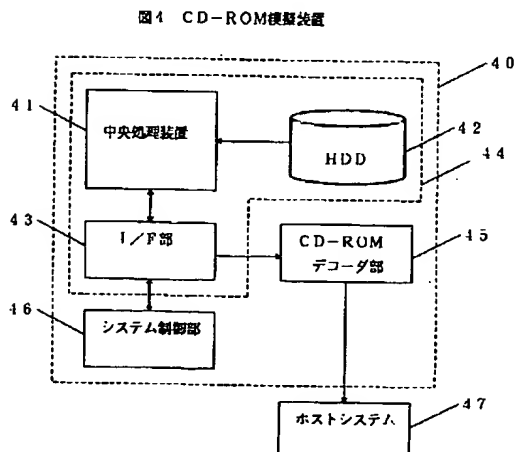 図4 CD-ROM模擬装置
40
41
中央処理装置
42
HDD
44
43
I/F部
CD-ROM
デコーダ部
45
46
システム制御部
ホストシステム
47